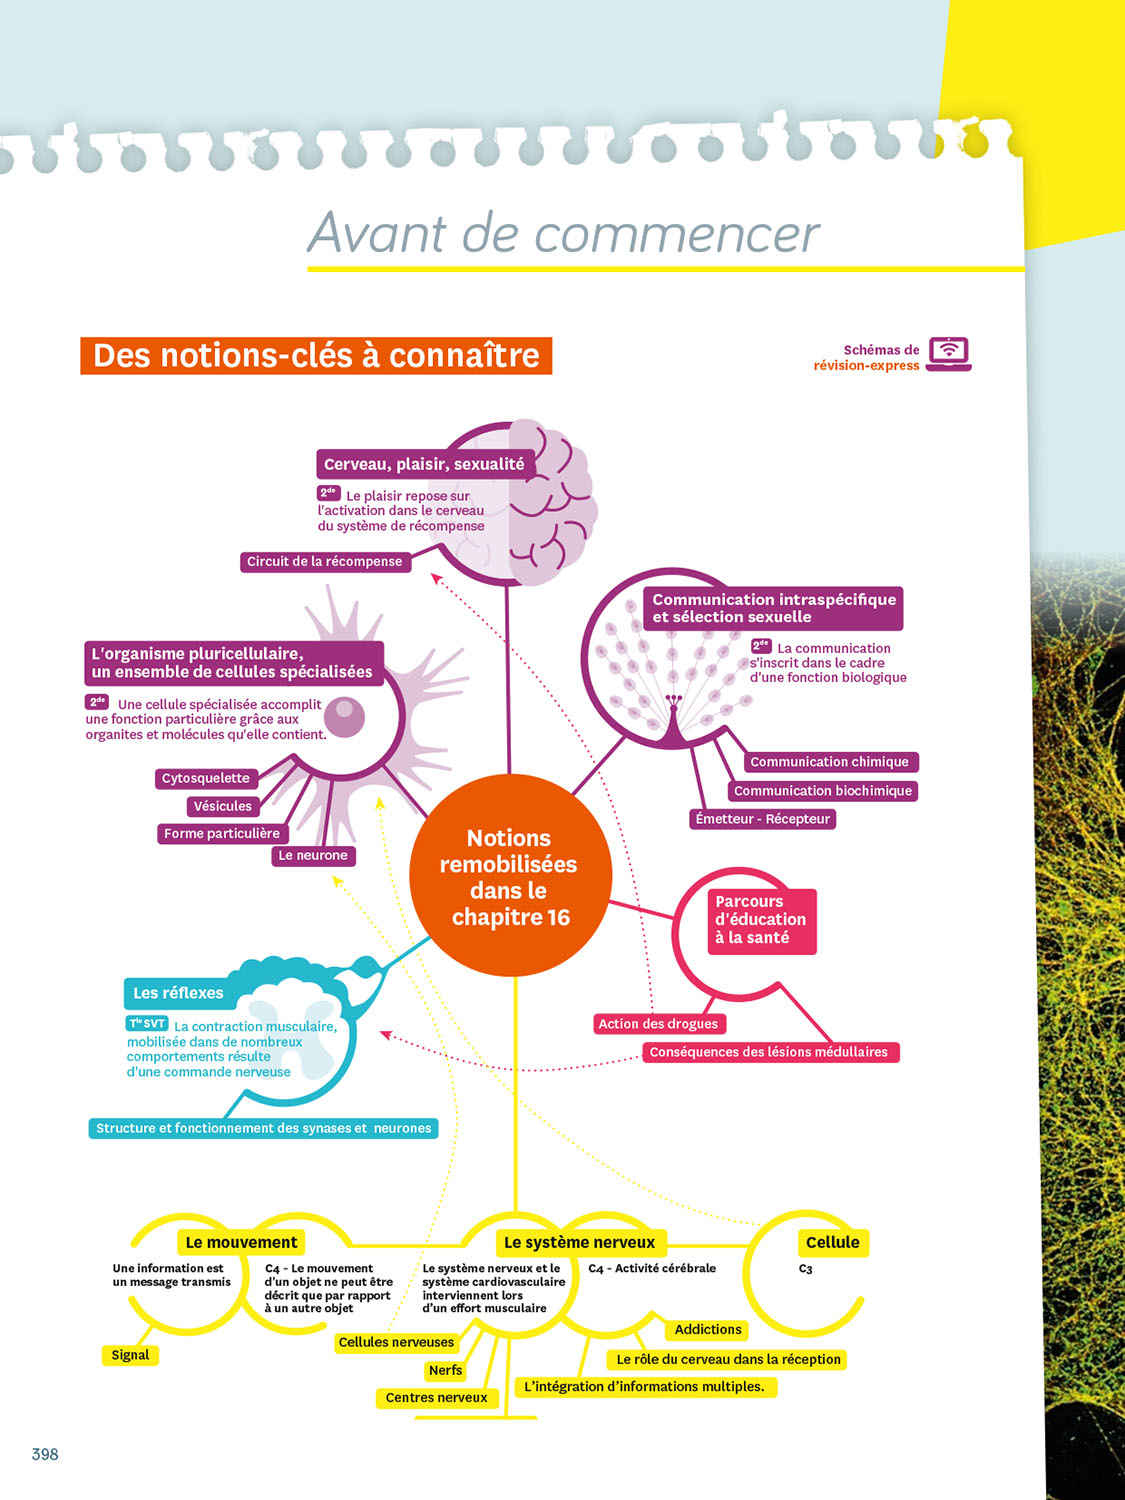 Avant de commencer
Des notions-clés à connaître
Schémas de
révision-express
Cerveau, plaisir, sexualité
2de Le plaisir repose sur
l'activation dans le cerveau
du système de récompense
Circuit de la récompense
Communication intraspécifique
et sélection sexuelle
2de La communication
s'inscrit dans le cadre
d'une fonction biologique
Communication chimique
Communication biochimique
Émetteur - Récepteur
L'organisme pluricellulaire,
un ensemble de cellules spécialisées
2de Une cellule spécialisée accomplit
une fonction particulière grâce aux
organites et molécules qu'elle contient.
Cytosquelette
Vésicules
Forme particulière
Le neurone
Notions
remobilisées
dans le
chapitre 16
Parcours
d'éducation
à la santé
Action des drogues
Conséquences des lésions médullaires
Les réflexes
Tle SVT La contraction musculaire,
mobilisée dans de nombreux
comportements résulte
d'une commande nerveuse
Structure et fonctionnement des synases et neurones
Le mouvement
Une information est
un message transmis
C4 - Le mouvement
d'un objet ne peut être
décrit que par rapport
à un autre objet
Signal
Le système nerveux
Le système nerveux et le
système cardiovasculaire
interviennent lors
d'un effort musculaire
C4 - Activité cérébrale
Cellule
C3
Cellules nerveuses
Nerfs
Centres nerveux
Addictions
Le rôle du cerveau dans la réception
L'intégration d'informations multiples.
398